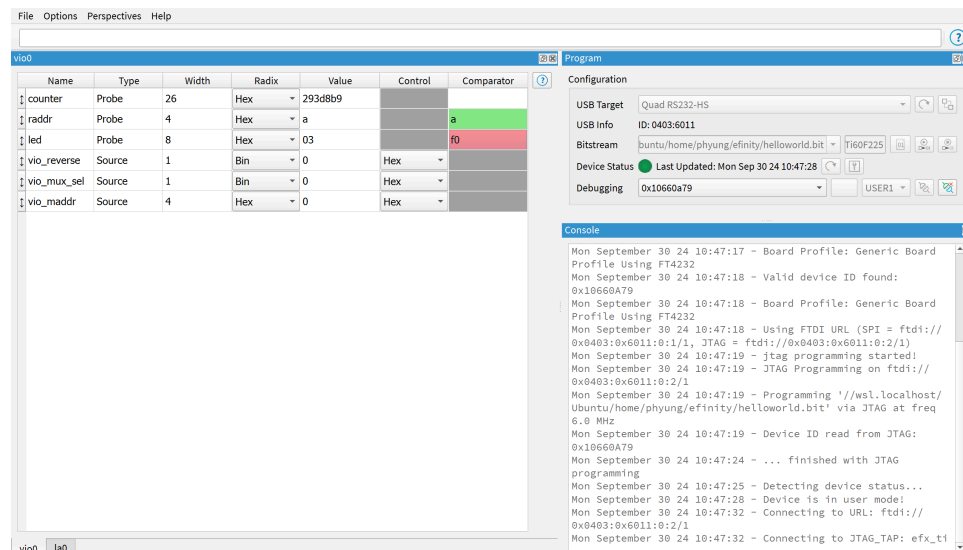 File Options Perspectives Help
vio0
Name Type Width Radix Value Control Comparator
counter Probe 26 Hex 293d8b9
raddr Probe 4 Hex a a
led Probe 8 Hex 03 f0
vio_reverse Source 1 Bin 0 Hex
vio_mux_sel Source 1 Bin 0 Hex
vio_maddr Source 4 Hex 0 Hex
vio0 la0
Program
Configuration
USB Target Quad RS232-HS
USB Info ID: 0403:6011
Bitstream buntu/home/phyung/efinity/helloworld.bit Ti60F225
Device Status Last Updated: Mon Sep 30 24 10:47:28
Debugging 0x10660a79 USER1
Console
Mon September 30 24 10:47:17 - Board Profile: Generic Board
Profile Using FT4232
Mon September 30 24 10:47:18 - Valid device ID found:
0x10660A79
Mon September 30 24 10:47:18 - Board Profile: Generic Board
Profile Using FT4232
Mon September 30 24 10:47:18 - Using FTDI URL (SPI = ftdi://
0x0403:0x6011:0:1/1, JTAG = ftdi://0x0403:0x6011:0:2/1)
Mon September 30 24 10:47:19 - jtag programming started!
Mon September 30 24 10:47:19 - JTAG Programming on ftdi://
0x0403:0x6011:0:2/1
Mon September 30 24 10:47:19 - Programming '//wsl.localhost/
Ubuntu/home/phyung/efinity/helloworld.bit' via JTAG at freq
6.0 MHz
Mon September 30 24 10:47:19 - Device ID read from JTAG:
0x10660A79
Mon September 30 24 10:47:24 - ... finished with JTAG
programming
Mon September 30 24 10:47:25 - Detecting device status...
Mon September 30 24 10:47:28 - Device is in user mode!
Mon September 30 24 10:47:32 - Connecting to URL: ftdi://
0x0403:0x6011:0:2/1
Mon September 30 24 10:47:32 - Connecting to JTAG_TAP: efx_ti